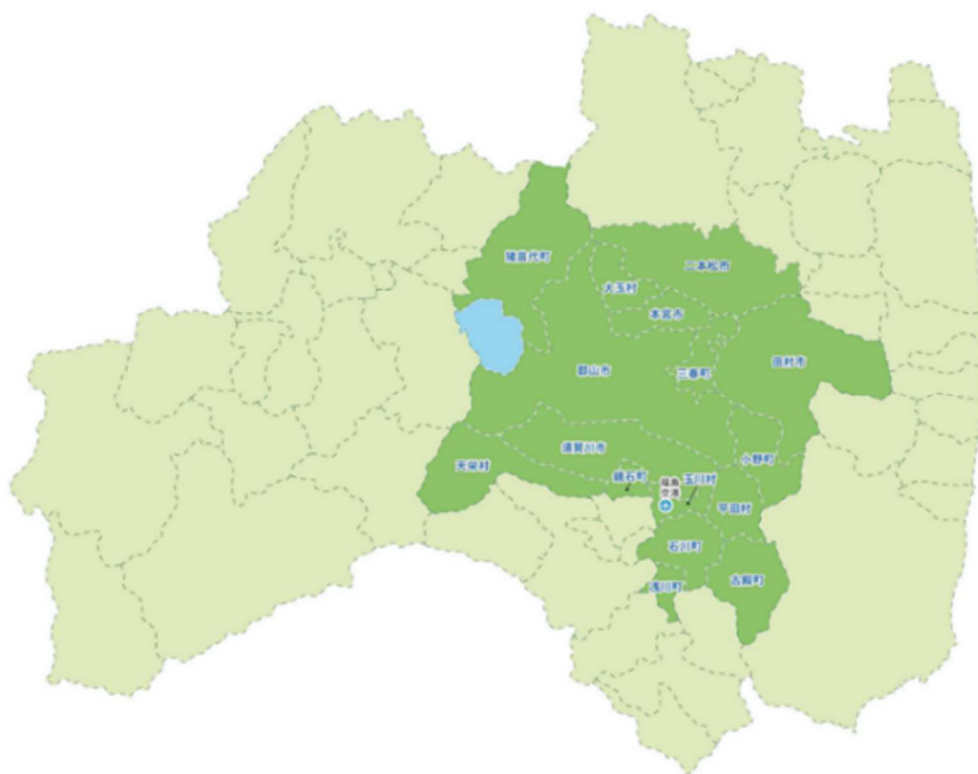 猪苗代町
二本松市
大玉村
本宮市
郡山市
三春町
田村市
須賀川市
天栄村
小野町
鏡石町
福島
空港
玉川村
平田村
石川町
古殿町
浅川町